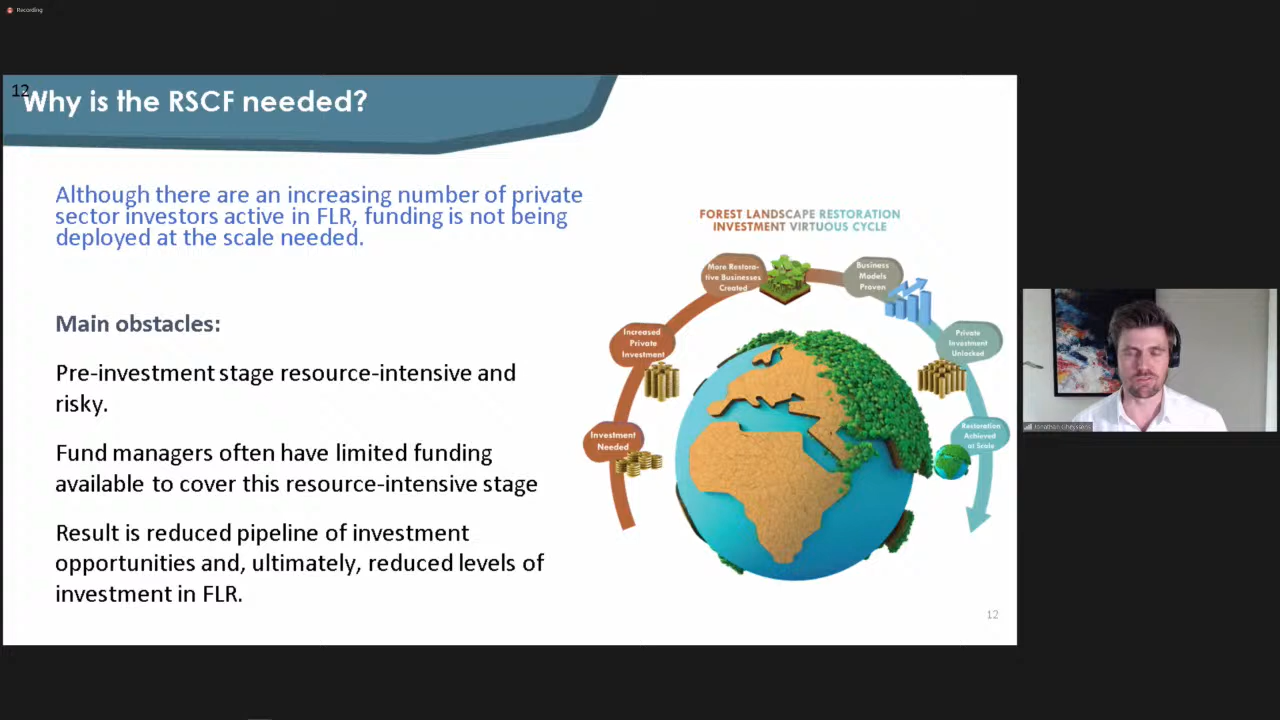 Recording
12
Why is the RSCF needed?
Although there are an increasing number of private
sector investors active in FLR, funding is not being
deployed at the scale needed.
Main obstacles:
Pre-investment stage resource-intensive and
risky.
Fund managers often have limited funding
available to cover this resource-intensive stage
Result is reduced pipeline of investment
opportunities and, ultimately, reduced levels of
investment in FLR.
FOREST LANDSCAPE RESTORATION
INVESTMENT VIRTUOUS CYCLE
Investment
Needed
Increased
Private
Investment
More Restora-
tive Businesses
Created
Business
Models
Proven
Private
Investment
Unlocked
Restoration
Achieved
at Scale
12
Jonathan